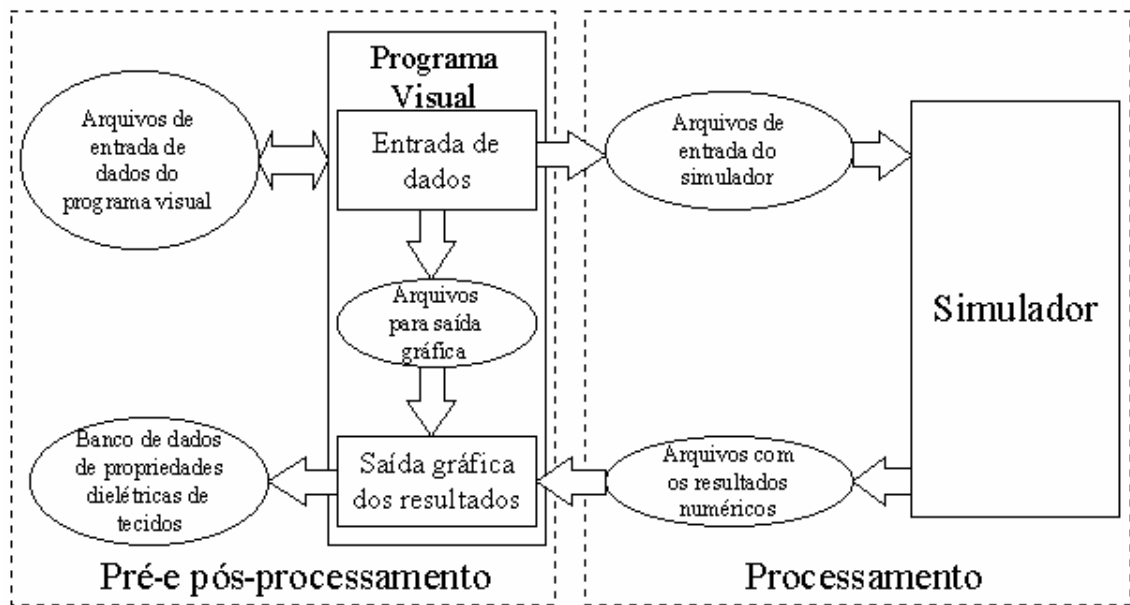 Programa
Visual
Arquivos de
entrada de
dados do
programa visual
Entrada de
dados
Arquivos de
entrada do
simulador
Arquivos
para saída
gráfica
Simulador
Banco de dados
de propriedades
dielétricas de
tecidos
Saída gráfica
dos resultados
Arquivos com
os resultados
numéricos
Pré-e pós-processamento
Processamento